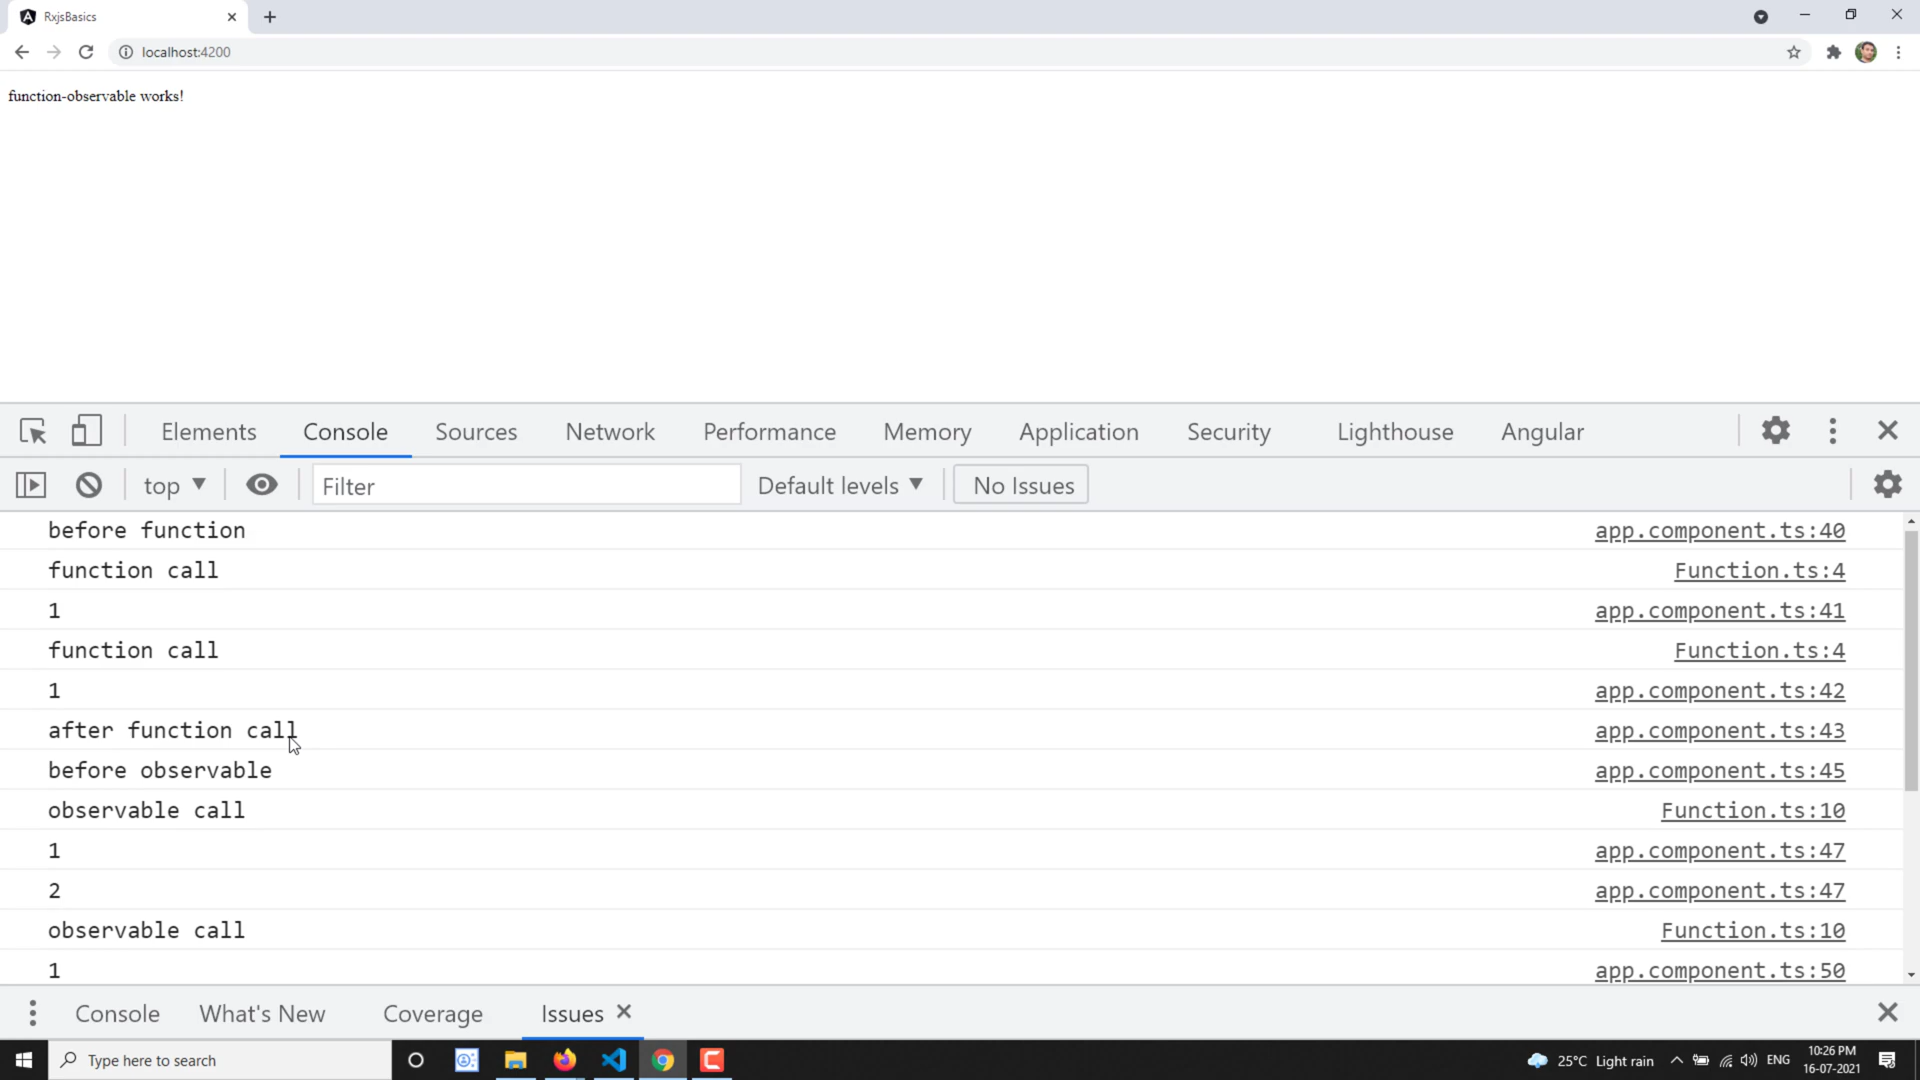 RxjsBasics
localhost:4200
function-observable works!
Elements Console Sources Network Performance Memory Application Security Lighthouse Angular
top Filter Default levels No Issues
before function app.component.ts:40
function call Function.ts:4
1 app.component.ts:41
function call Function.ts:4
1 app.component.ts:42
after function call app.component.ts:43
before observable app.component.ts:45
observable call Function.ts:10
1 app.component.ts:47
2 app.component.ts:47
observable call Function.ts:10
1 app.component.ts:50
Console What's New Coverage Issues
Type here to search 25°C Light rain ENG 10:26 PM
16-07-2021